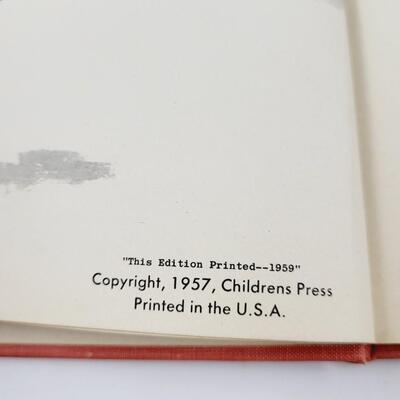 "This Edition Printed--1959"
Copyright, 1957, Childrens Press
Printed in the U.S.A.